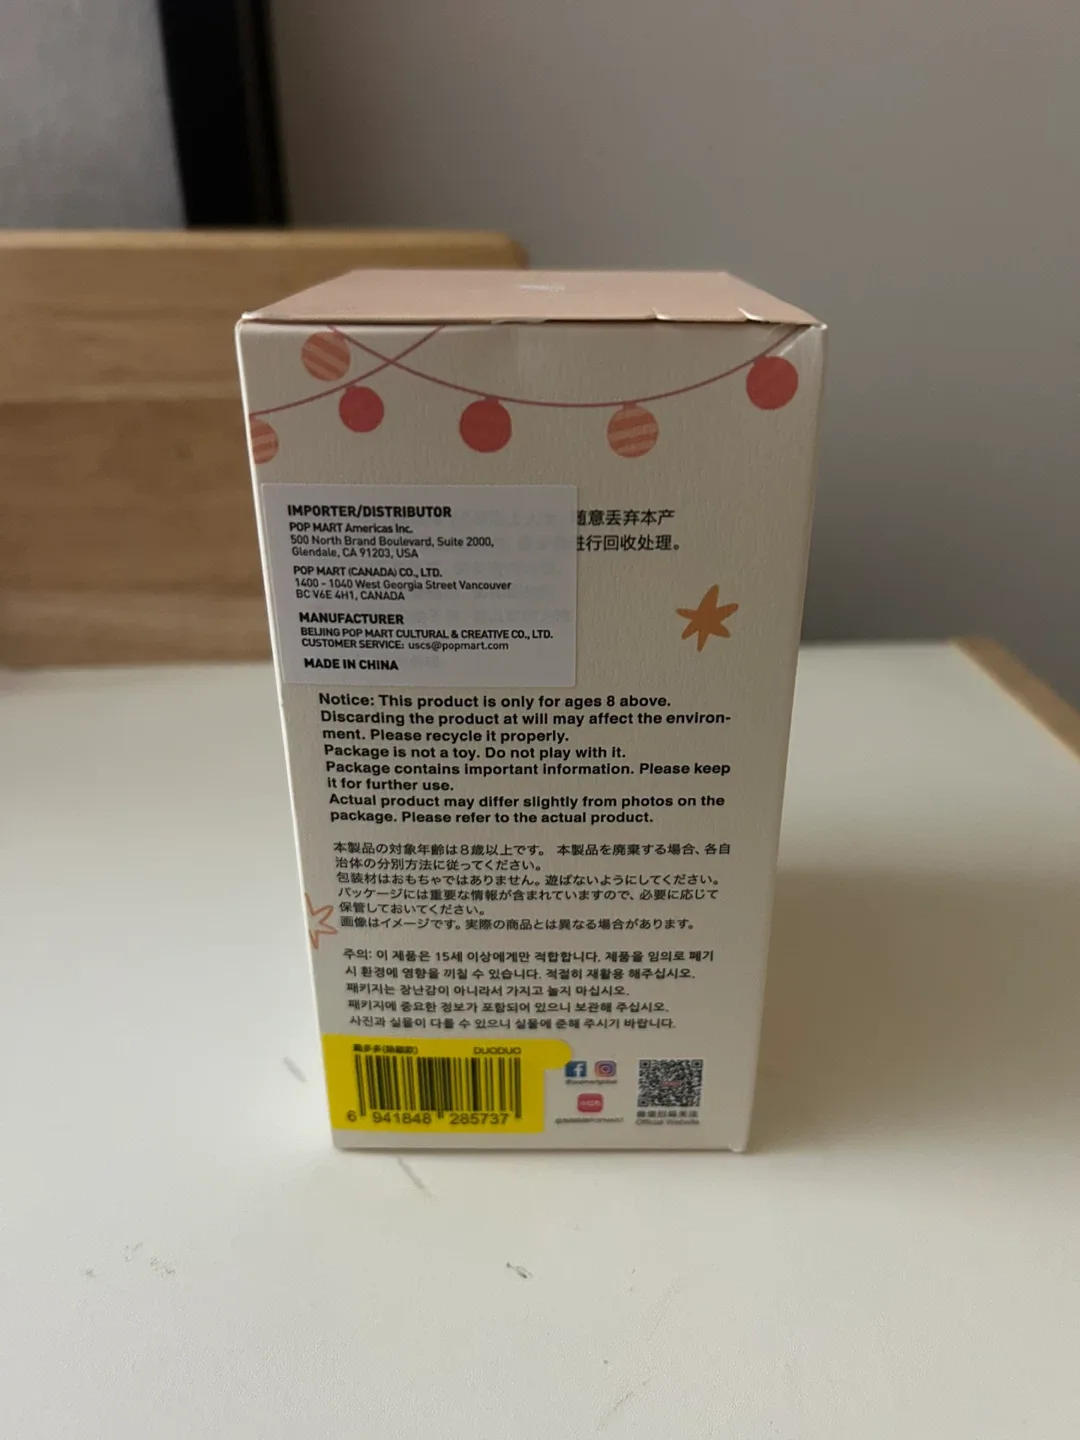 IMPORTER/DISTRIBUTOR
POP MART Americas Inc.
500 North Brand Boulevard, Suite 2000,
Glendale, CA 91203, USA
POP MART (CANADA) CO., LTD.
1400 - 1040 West Georgia Street Vancouver
BC V6E 4H1, CANADA
MANUFACTURER
BEIJING POP MART CULTURAL & CREATIVE CO., LTD.
CUSTOMER SERVICE: uscs@popmart.com
MADE IN CHINA
随意丢弃本产
进行回收处理。
Notice: This product is only for ages 8 above.
Discarding the product at will may affect the environ-
ment. Please recycle it properly.
Package is not a toy. Do not play with it.
Package contains important information. Please keep
it for further use.
Actual product may differ slightly from photos on the
package. Please refer to the actual product.
本製品の対象年齢は8歳以上です。 本製品を廃棄する場合、各自
治体の分別方法に従ってください。
包装材はおもちゃではありません。遊ばないようにしてください。
パッケージには重要な情報が含まれていますので、必要に応じて
保管しておいてください。
画像はイメージです。実際の商品とは異なる場合があります。
주의: 이 제품은 15세 이상에게만 적합합니다. 제품을 임의로 폐기
시 환경에 영향을 끼칠 수 있습니다. 적절히 재활용 해주십시오.
패키지는 장난감이 아니라서 가지고 놀지 마십시오.
패키지에 중요한 정보가 포함되어 있으니 보관해 주십시오.
사진과 실물이 다를 수 있으니 실물에 준해 주시기 바랍니다.
DUODUO
6 941848 285737
Official Website